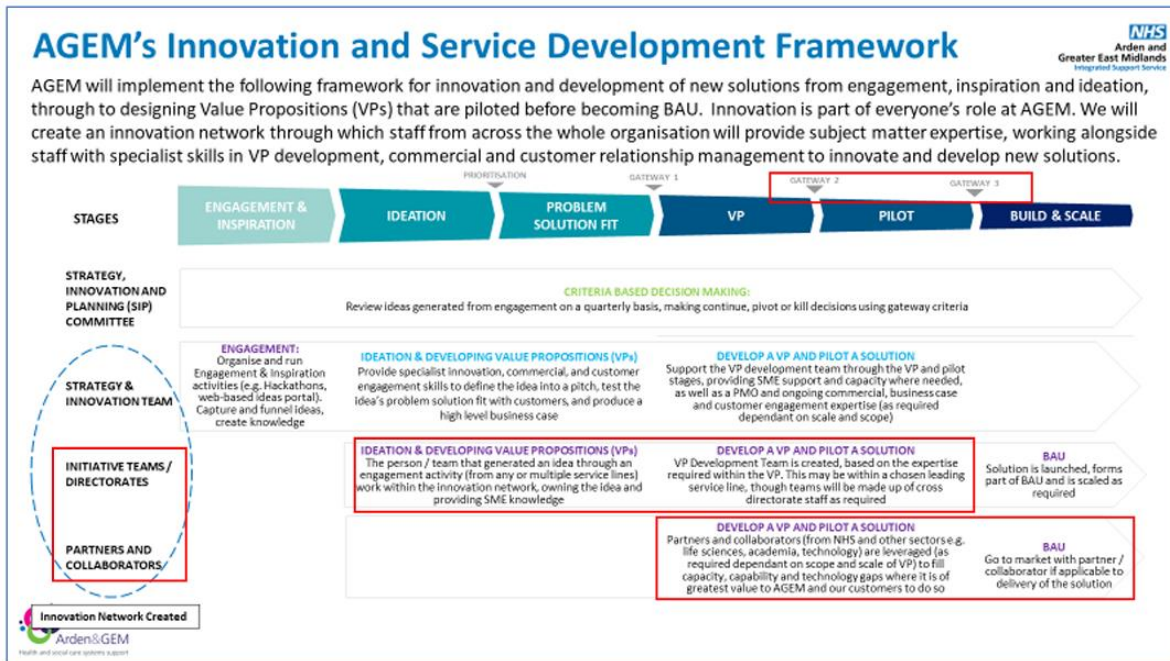 AGEM's Innovation and Service Development Framework
NHS
Arden and
Greater East Midlands
Integrated Support Service
AGEM will implement the following framework for innovation and development of new solutions from engagement, inspiration and ideation,
through to designing Value Propositions (VPs) that are piloted before becoming BAU. Innovation is part of everyone's role at AGEM. We will
create an innovation network through which staff from across the whole organisation will provide subject matter expertise, working alongside
staff with specialist skills in VP development, commercial and customer relationship management to innovate and develop new solutions.
PRIORITISATION
GATEWAY 1
GATEWAY 2
GATEWAY 3
STAGES
ENGAGEMENT &
INSPIRATION
IDEATION
PROBLEM
SOLUTION FIT
VP
PILOT
BUILD & SCALE
STRATEGY,
INNOVATION AND
PLANNING (SIP)
COMMITTEE
CRITERIA BASED DECISION MAKING:
Review ideas generated from engagement on a quarterly basis, making continue, pivot or kill decisions using gateway criteria
STRATEGY &
INNOVATION TEAM
ENGAGEMENT:
Organise and run
Engagement & Inspiration
activities (e.g. Hackathons,
web-based ideas portal).
Capture and funnel ideas,
create knowledge
IDEATION & DEVELOPING VALUE PROPOSITIONS (VPs)
Provide specialist innovation, commercial, and customer
engagement skills to define the idea into a pitch, test the
idea's problem solution fit with customers, and produce a
high level business case
DEVELOP A VP AND PILOT A SOLUTION
Support the VP development team through the VP and pilot
stages, providing SME support and capacity where needed,
as well as a PMO and ongoing commercial, business case
and customer engagement expertise (as required
dependant on scale and scope)
INITIATIVE TEAMS /
DIRECTORATES
IDEATION & DEVELOPING VALUE PROPOSITIONS (VPs)
The person / team that generated an idea through an
engagement activity (from any or multiple service lines)
work within the innovation network, owning the idea and
providing SME knowledge
DEVELOP A VP AND PILOT A SOLUTION
VP Development Team is created, based on the expertise
required within the VP. This may be within a chosen leading
service line, though teams will be made up of cross
directorate staff as required
BAU
Solution is launched, forms
part of BAU and is scaled as
required
PARTNERS AND
COLLABORATORS
DEVELOP A VP AND PILOT A SOLUTION
Partners and collaborators (from NHS and other sectors e.g.
life sciences, academia, technology) are leveraged (as
required dependant on scope and scale of VP) to fill
capacity, capability and technology gaps where it is of
greatest value to AGEM and our customers to do so
BAU
Go to market with partner /
collaborator if applicable to
delivery of the solution
Innovation Network Created
Arden&GEM
Health and social care systems support